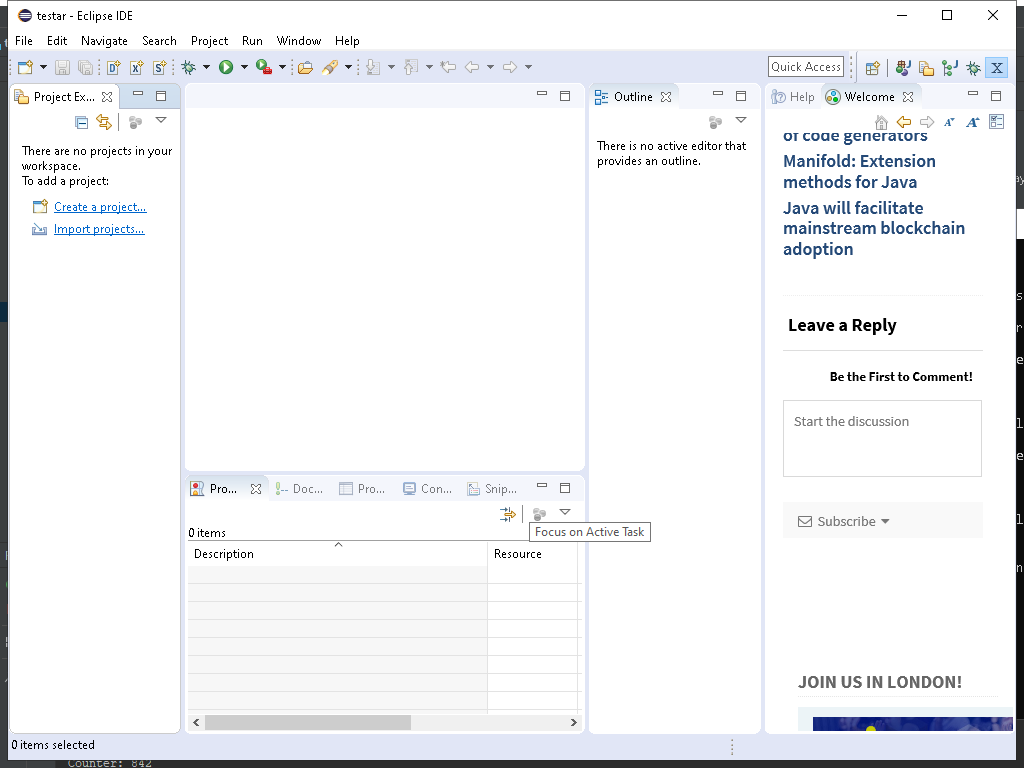 testar - Eclipse IDE
File Edit Navigate Search Project Run Window Help
Quick Access
Project Ex...
Outline
Help
Welcome
There are no projects in your
workspace.
To add a project:
Create a project...
Import projects...
There is no active editor that
provides an outline.
of code generators
Manifold: Extension
methods for Java
Java will facilitate
mainstream blockchain
adoption
Leave a Reply
Be the First to Comment!
Start the discussion
Subscribe
JOIN US IN LONDON!
Pro... Doc... Pro... Con... Snip...
0 items
Focus on Active Task
Description Resource
0 items selected
Counter: 842